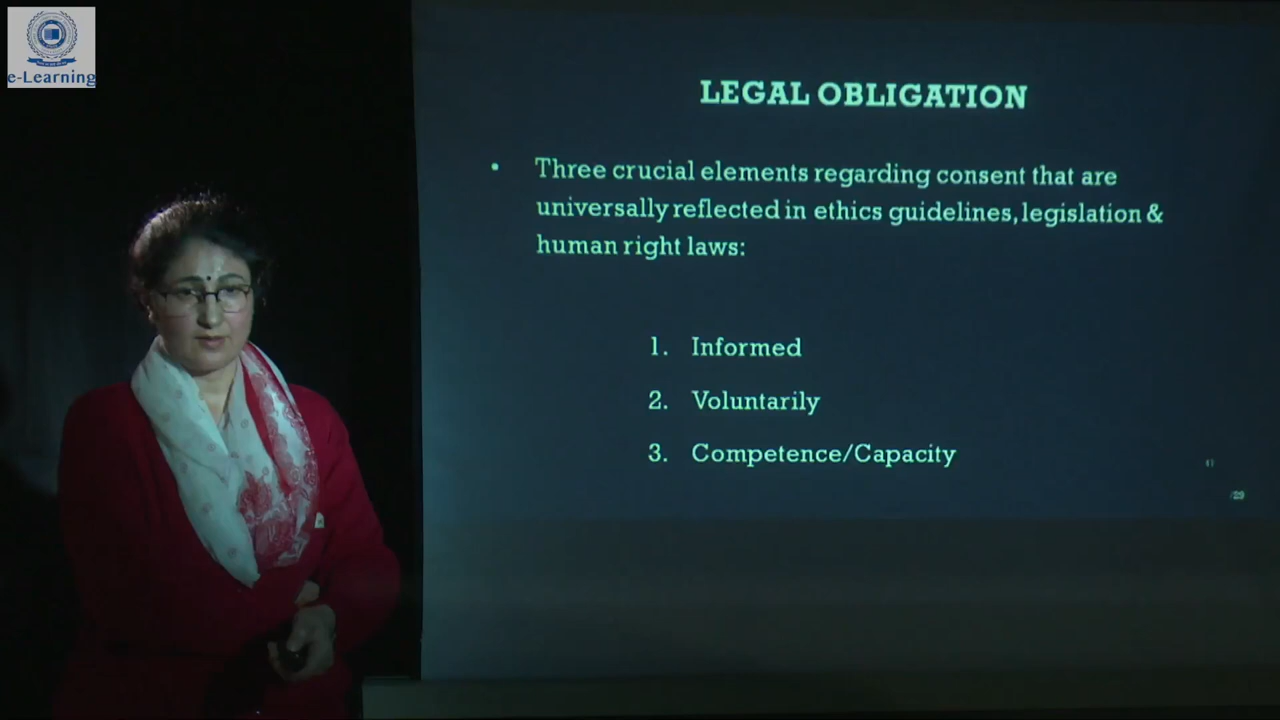 e-Learning
LEGAL OBLIGATION
• Three crucial elements regarding consent that are
universally reflected in ethics guidelines, legislation &
human right laws:
1. Informed
2. Voluntarily
3. Competence/Capacity
/29